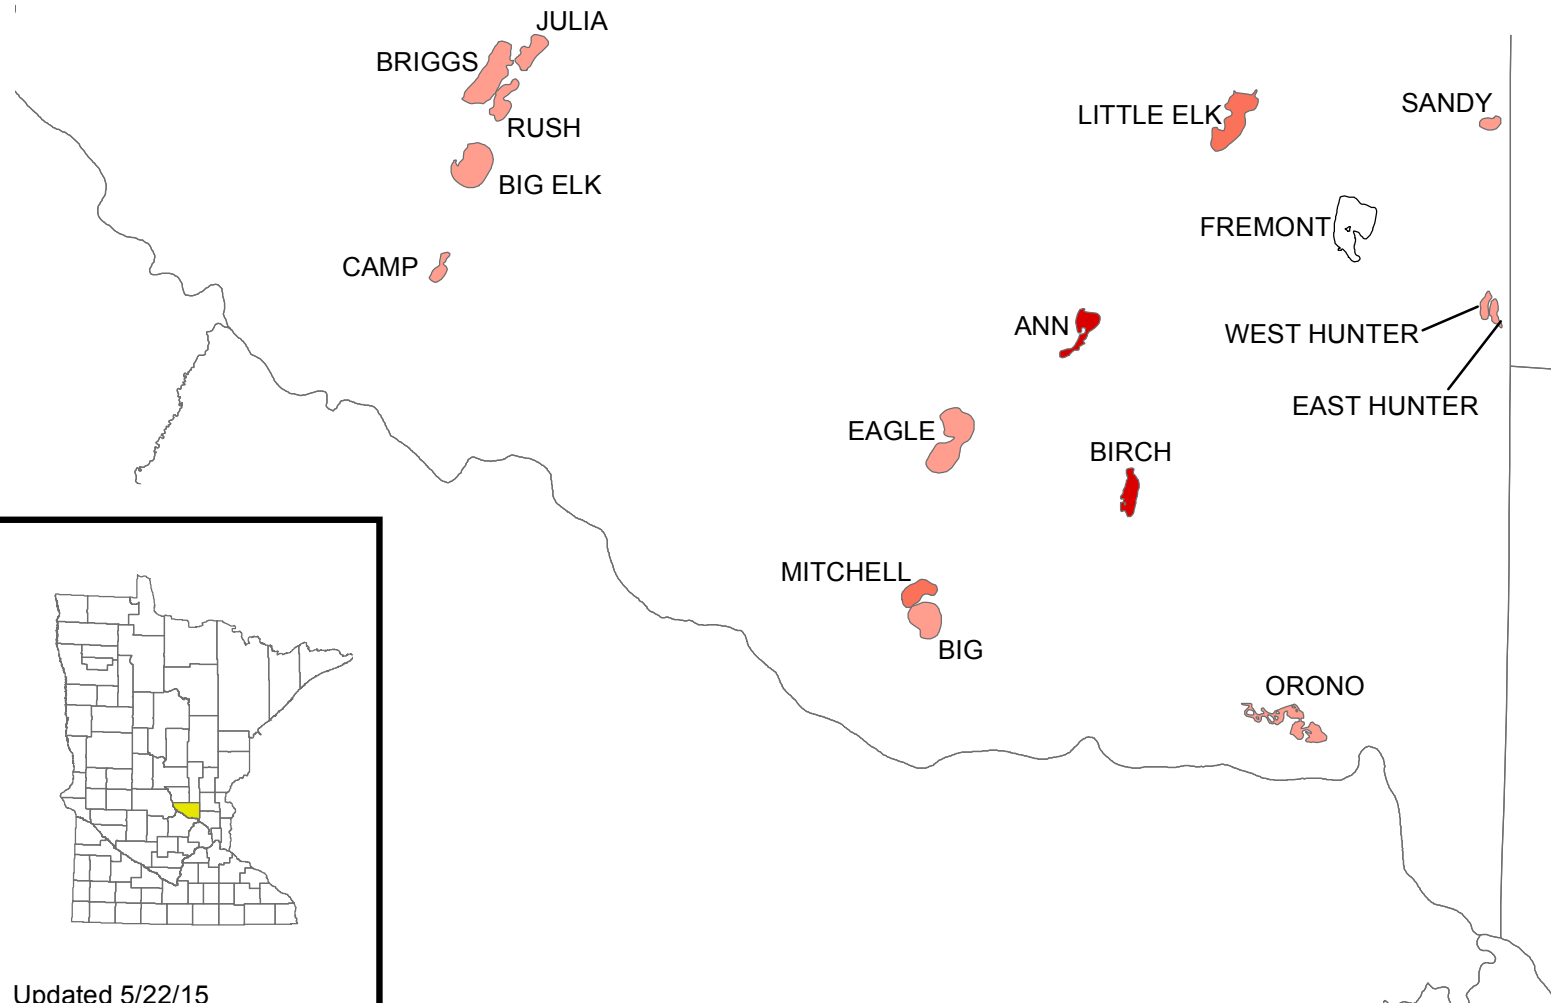 JULIA
BRIGGS
RUSH
BIG ELK
CAMP
LITTLE ELK
SANDY
FREMONT
ANN
WEST HUNTER
EAST HUNTER
EAGLE
BIRCH
MITCHELL
BIG
ORONO
Updated 5/22/15